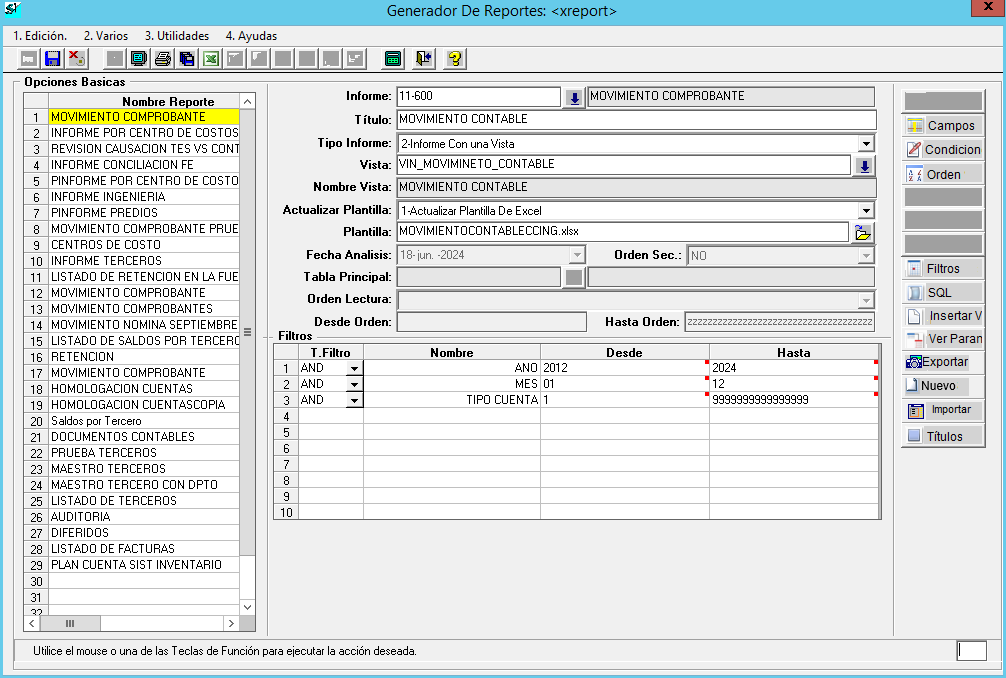 Generador De Reportes: <xreport>
X
1. Edición. 2. Varios 3. Utilidades 4. Ayudas
Opciones Basicas
Nombre Reporte
1 MOVIMIENTO COMPROBANTE
2 INFORME POR CENTRO DE COSTOS
3 REVISION CAUSACION TES VS CONT
4 INFORME CONCILIACION FE
5 PINFORME POR CENTRO DE COSTO
6 INFORME INGENIERIA
7 PINFORME PREDIOS
8 MOVIMIENTO COMPROBANTE PRUE
9 CENTROS DE COSTO
10 INFORME TERCEROS
11 LISTADO DE RETENCION EN LA FUE
12 MOVIMIENTO COMPROBANTE
13 MOVIMIENTO COMPROBANTES
14 MOVIMIENTO NOMINA SEPTIEMBRE
15 LISTADO DE SALDOS POR TERCERO
16 RETENCION
17 MOVIMIENTO COMPROBANTE
18 HOMOLOGACION CUENTAS
19 HOMOLOGACION CUENTASCOPIA
20 Saldos por Tercero
21 DOCUMENTOS CONTABLES
22 PRUEBA TERCEROS
23 MAESTRO TERCEROS
24 MAESTRO TERCERO CON DPTO
25 LISTADO DE TERCEROS
26 AUDITORIA
27 DIFERIDOS
28 LISTADO DE FACTURAS
29 PLAN CUENTA SIST INVENTARIO
30
31
32
Informe: 11-600 MOVIMIENTO COMPROBANTE
Título: MOVIMIENTO CONTABLE
Tipo Informe: 2-Informe Con una Vista
Vista: VIN_MOVIMINETO_CONTABLE
Nombre Vista: MOVIMIENTO CONTABLE
Actualizar Plantilla: 1-Actualizar Plantilla De Excel
Plantilla: MOVIMIENTOCONTABLECCING.xlsx
Fecha Analisis: 18- jun. -2024 Orden Sec.: NO
Tabla Principal:
Orden Lectura:
Desde Orden: Hasta Orden: zzzzzzzzzzzzzzzzzzzzzzzzzzzzzzzzzzzzzz
Filtros
T.Filtro Nombre Desde Hasta
1 AND ANO 2012 2024
2 AND MES 01 12
3 AND TIPO CUENTA 1 9999999999999999
4
5
6
7
8
9
10
Campos
Condicion
Orden
Filtros
SQL
Insertar V
Ver Paran
Exportar
Nuevo
Importar
Títulos
Utilice el mouse o una de las Teclas de Función para ejecutar la acción deseada.